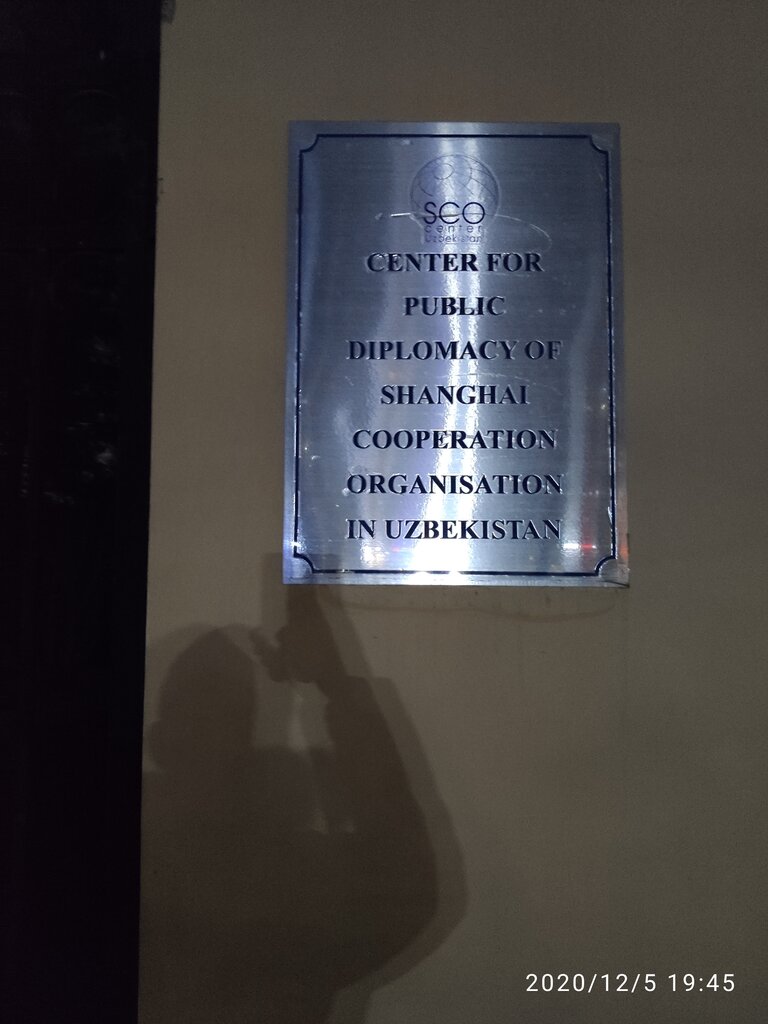 SCO
center
Uzbekistan
CENTER FOR
PUBLIC
DIPLOMACY OF
SHANGHAI
COOPERATION
ORGANISATION
IN UZBEKISTAN
2020/12/5 19:45